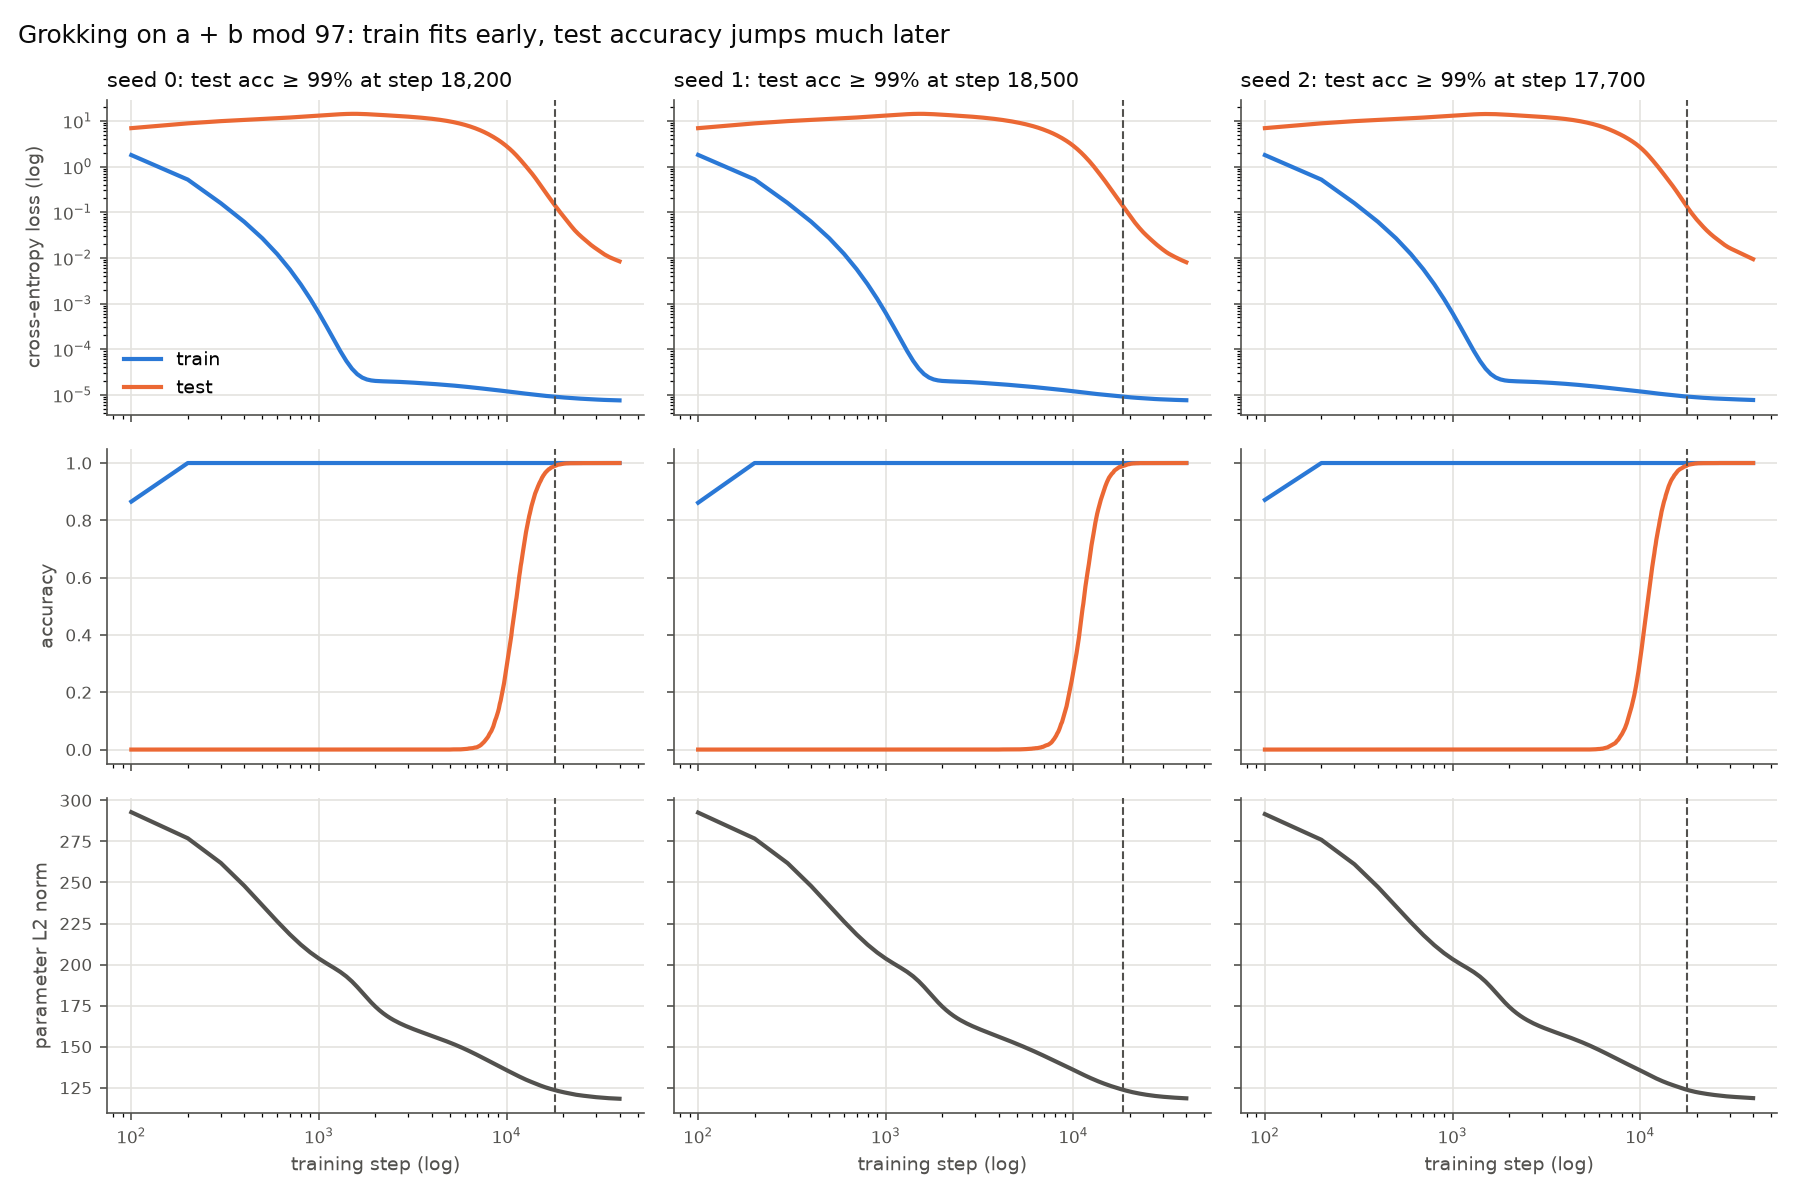 Grokking on a + b mod 97: train fits early, test accuracy jumps much later
seed 0: test acc ≥ 99% at step 18,200
seed 1: test acc ≥ 99% at step 18,500
seed 2: test acc ≥ 99% at step 17,700
cross-entropy loss (log)
10¹
10⁰
10⁻¹
10⁻²
10⁻³
10⁻⁴
10⁻⁵
train
test
accuracy
1.0
0.8
0.6
0.4
0.2
0.0
parameter L2 norm
300
275
250
225
200
175
150
125
10² 10³ 10⁴
10² 10³ 10⁴
10² 10³ 10⁴
training step (log)
training step (log)
training step (log)